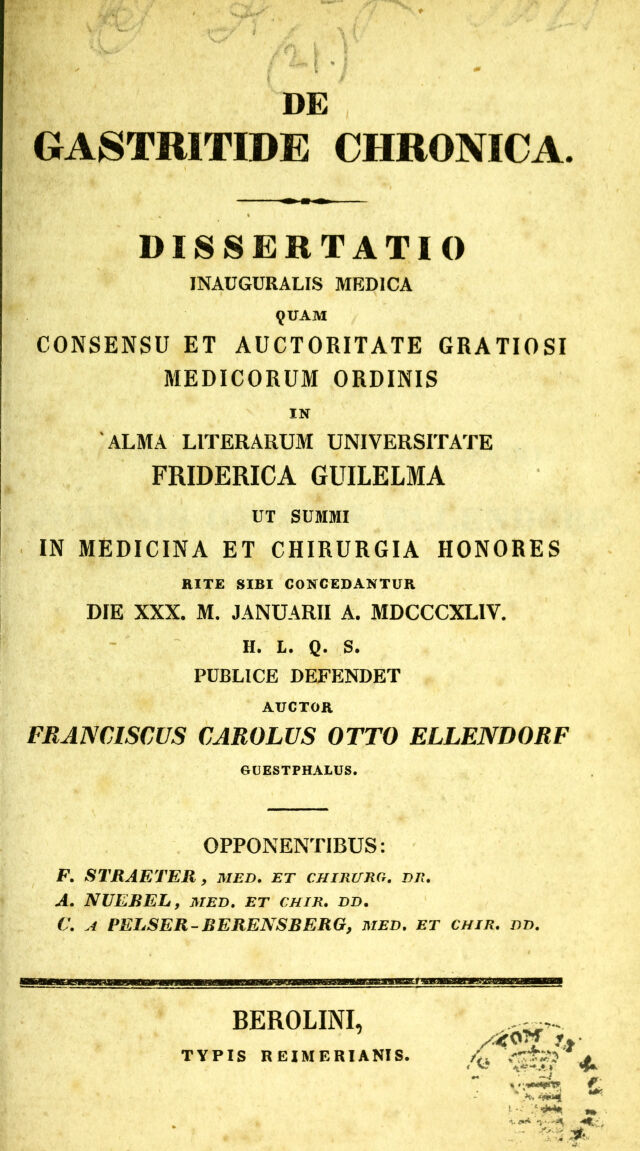 (21.)
DE
GASTRITIDE CHRONICA.
DISSERTATIO
INAUGURALIS MEDICA
QUAM
CONSENSU ET AUCTORITATE GRATIOSI
MEDICORUM ORDINIS
IN
ALMA LITERARUM UNIVERSITATE
FRIDERICA GUILELMA
UT SUMMI
IN MEDICINA ET CHIRURGIA HONORES
RITE SIBI CONCEDANTUR
DIE XXX. M. JANUARII A. MDCCCXLIV.
H. L. Q. S.
PUBLICE DEFENDET
AUCTOR
FRANCISCUS CAROLUS OTTO ELLENDORF
GUESTPHALUS.
OPPONENTIBUS:
F. STRAETER, MED. ET CHIRURG. DR.
A. NUEBEL, MED. ET CHIR. DD.
C. A PELSER-BERENSBERG, MED. ET CHIR. DD.
BEROLINI,
TYPIS REIMERIANIS.